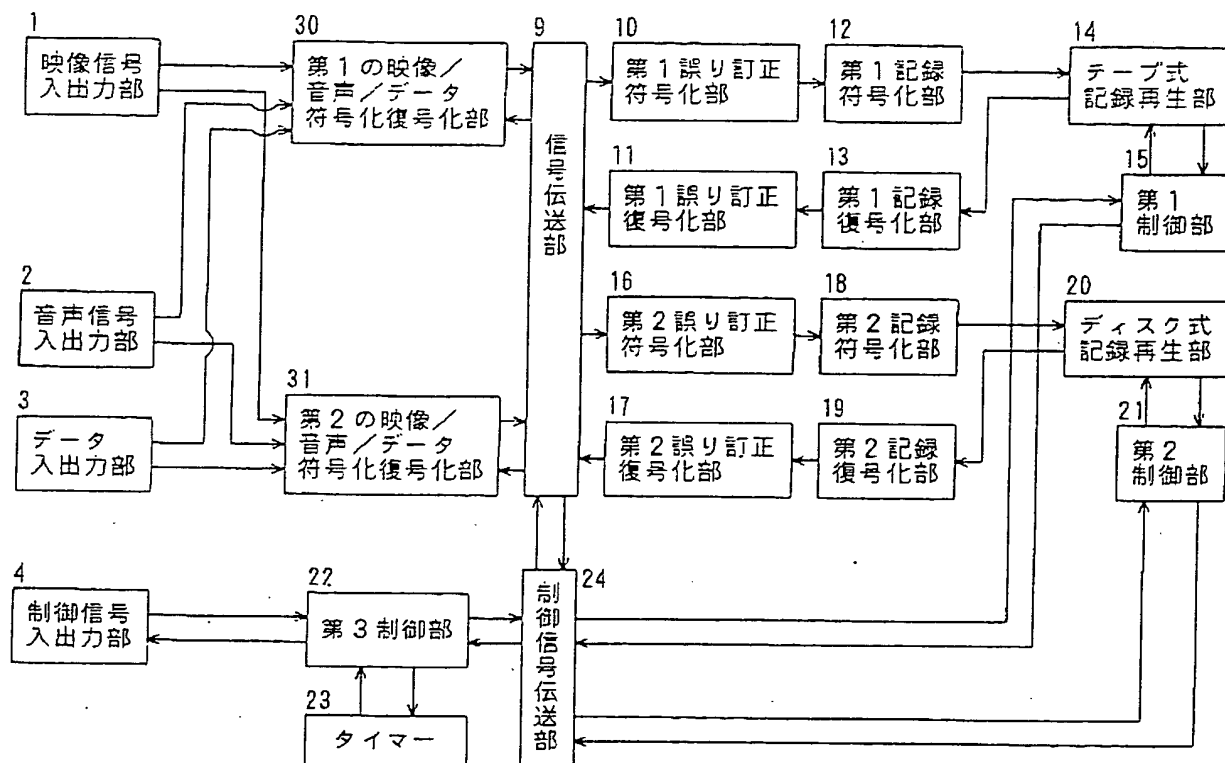 1
映像信号
入出力部
30
第1の映像/
音声/データ
符号化復号化部
9
信号伝送部
10
第1誤り訂正
符号化部
12
第1記録
符号化部
14
テープ式
記録再生部
11
第1誤り訂正
復号化部
13
第1記録
復号化部
15
第1
制御部
2
音声信号
入出力部
16
第2誤り訂正
符号化部
18
第2記録
符号化部
20
ディスク式
記録再生部
3
データ
入出力部
31
第2の映像/
音声/データ
符号化復号化部
17
第2誤り訂正
復号化部
19
第2記録
復号化部
21
第2
制御部
4
制御信号
入出力部
22
第3制御部
24
制御信号伝送部
23
タイマー